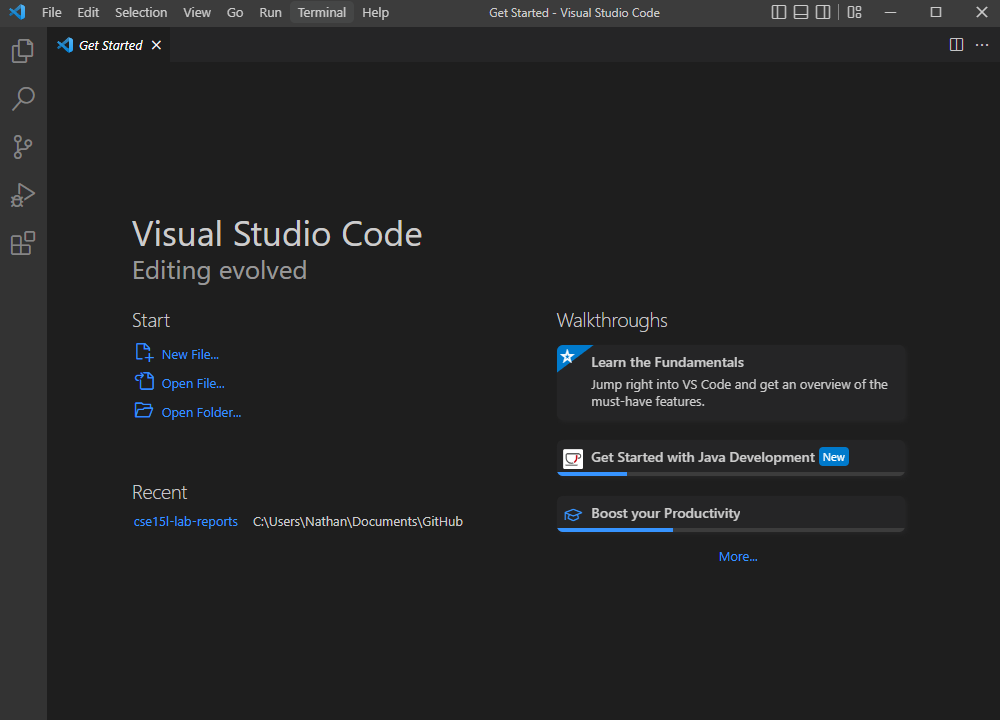 File Edit Selection View Go Run Terminal Help Get Started - Visual Studio Code
Get Started
Visual Studio Code
Editing evolved
Start
New File...
Open File...
Open Folder...
Recent
cse15l-lab-reports C:\Users\Nathan\Documents\GitHub
Walkthroughs
Learn the Fundamentals
Jump right into VS Code and get an overview of the
must-have features.
Get Started with Java Development New
Boost your Productivity
More...